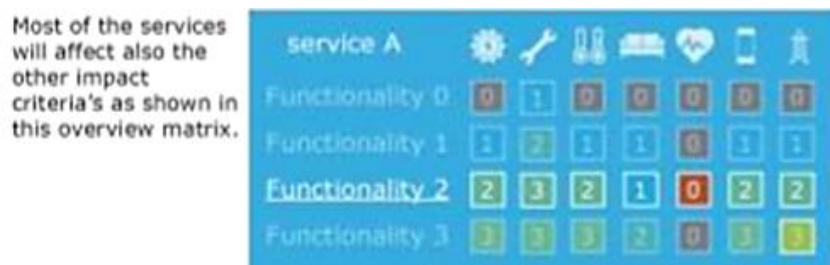 Most of the services
will affect also the
other impact
criteria's as shown in
this overview matrix.
service A
Functionality 0 0 1 0 0 0 0 0
Functionality 1 1 2 1 1 0 1 1
Functionality 2 2 3 2 1 0 2 2
Functionality 3 3 3 3 2 0 3 3